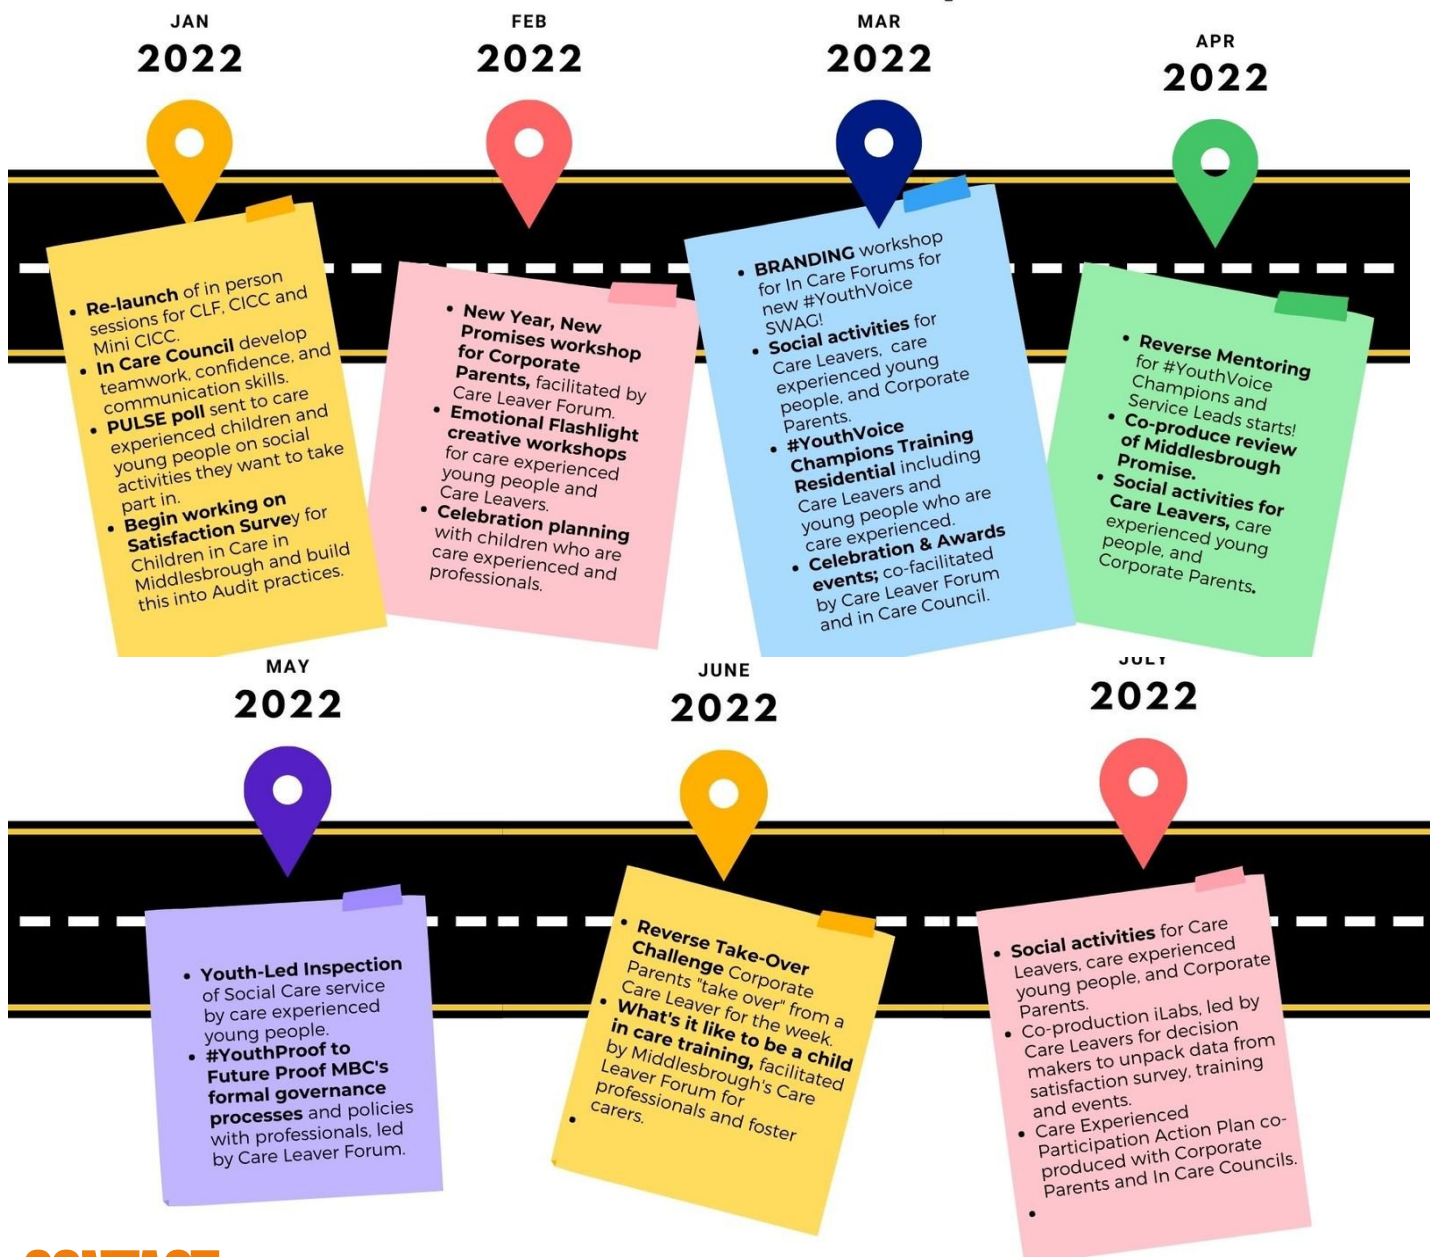 JAN
2022
FEB
2022
MAR
2022
APR
2022
• Re-launch of in person
sessions for CLF, CICC and
Mini CICC.
• In Care Council develop
teamwork, confidence, and
communication skills.
• PULSE poll sent to care
experienced children and
young people on social
activities they want to take
part in.
• Begin working on
Satisfaction Survey for
Children in Care in
Middlesbrough and build
this into Audit practices.
• New Year, New
Promises workshop
for Corporate
Parents, facilitated by
Care Leaver Forum.
• Emotional Flashlight
creative workshops
for care experienced
young people and
Care Leavers.
• Celebration planning
with children who are
care experienced and
professionals.
• BRANDING workshop
for In Care Forums for
new #YouthVoice
SWAG!
• Social activities for
Care Leavers, care
experienced young
people, and Corporate
Parents.
• #YouthVoice
Champions Training
Residential including
Care Leavers and
young people who are
care experienced.
• Celebration & Awards
events; co-facilitated
by Care Leaver Forum
and in Care Council.
• Reverse Mentoring
for #YouthVoice
Champions and
Service Leads starts!
• Co-produce review
of Middlesbrough
Promise.
• Social activities for
Care Leavers, care
experienced young
people, and
Corporate Parents.
MAY
2022
JUNE
2022
JULY
2022
• Youth-Led Inspection
of Social Care service
by care experienced
young people.
• #YouthProof to
Future Proof MBC's
formal governance
processes and policies
with professionals, led
by Care Leaver Forum.
• Reverse Take-Over
Challenge Corporate
Parents "take over" from a
Care Leaver for the week.
• What's it like to be a child
in care training, facilitated
by Middlesbrough's Care
Leaver Forum for
professionals and foster
carers.
•
• Social activities for Care
Leavers, care experienced
young people, and Corporate
Parents.
• Co-production iLabs, led by
Care Leavers for decision
makers to unpack data from
satisfaction survey, training
and events.
• Care Experienced
Participation Action Plan co-
produced with Corporate
Parents and In Care Councils.
•
CONTACT